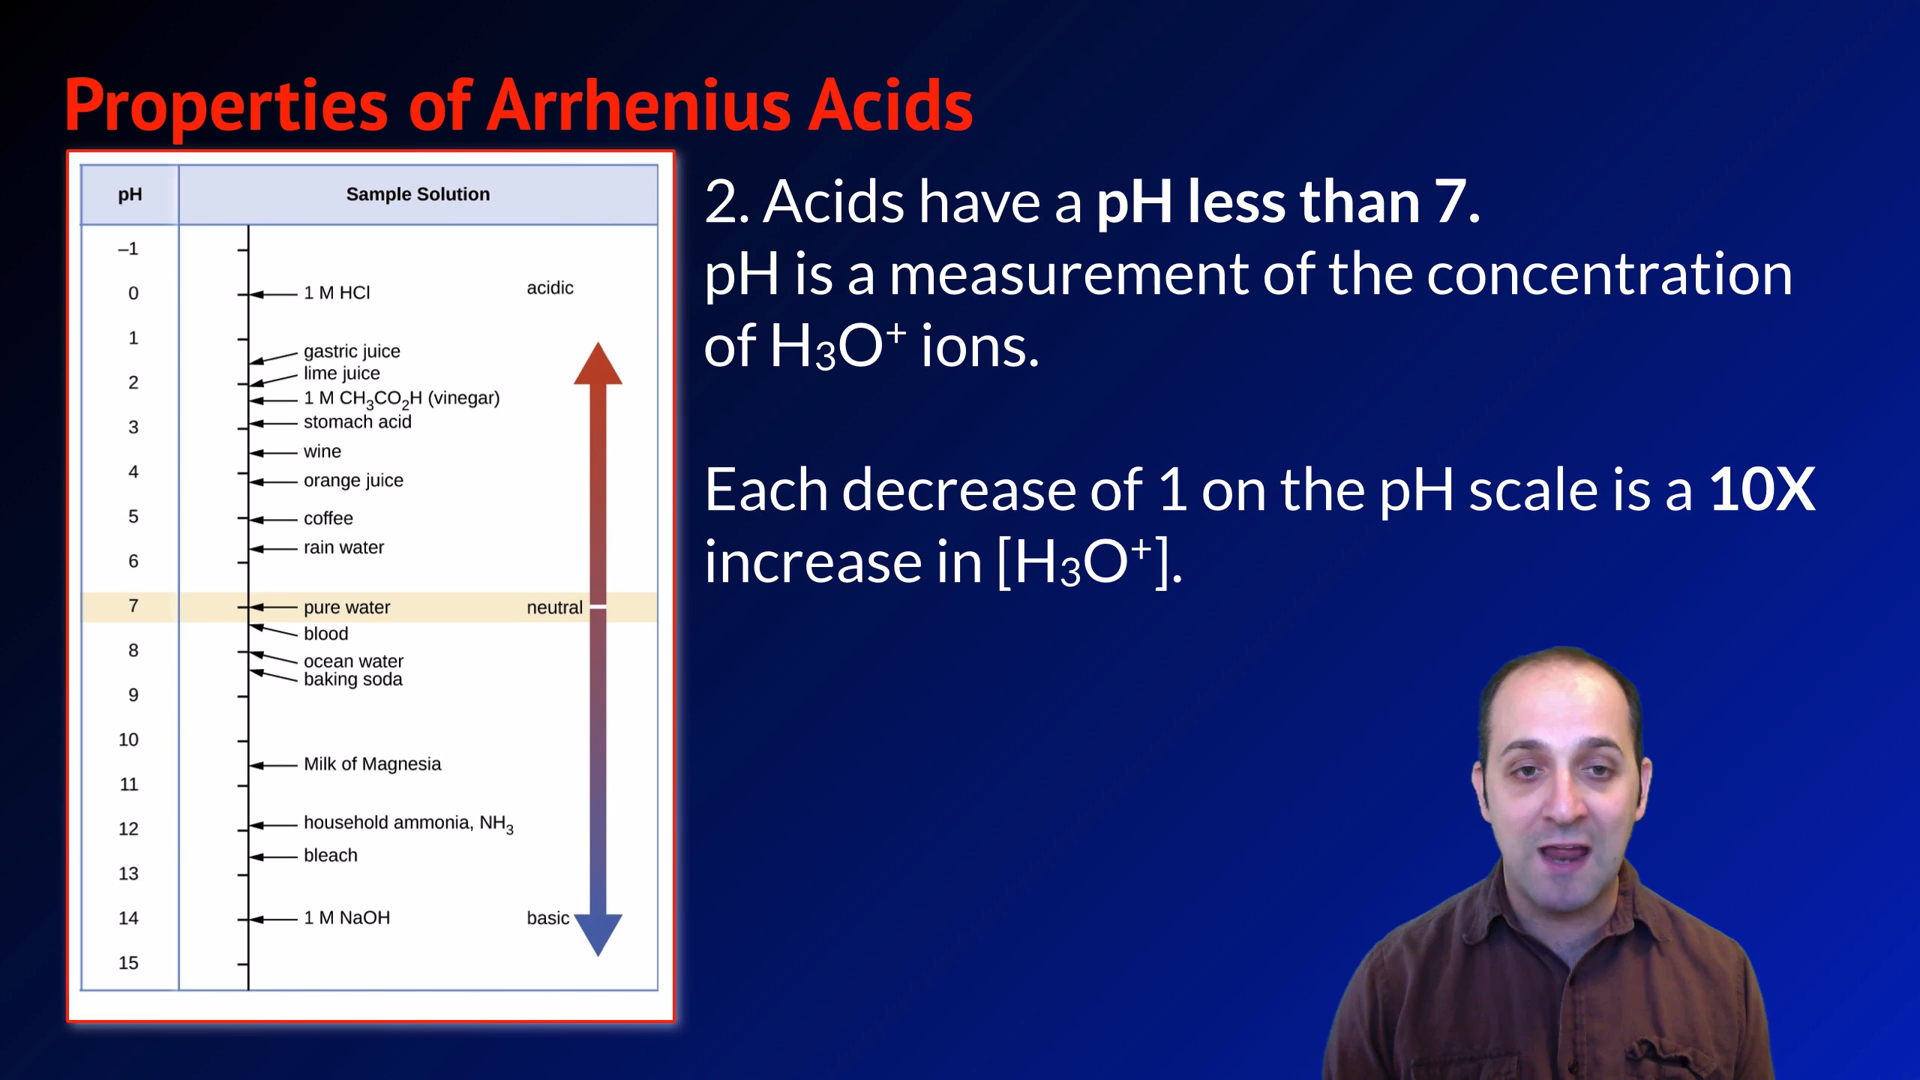 Properties of Arrhenius Acids
pH Sample Solution
–1
0 1 M HCl acidic
1
gastric juice
lime juice
2
1 M CH₃CO₂H (vinegar)
stomach acid
3
wine
4
orange juice
5 coffee
rain water
6
7 pure water neutral
blood
8
ocean water
baking soda
9
10
Milk of Magnesia
11
household ammonia, NH₃
12
bleach
13
14 1 M NaOH basic
15
2. Acids have a pH less than 7.
pH is a measurement of the concentration
of H₃O⁺ ions.
Each decrease of 1 on the pH scale is a 10X
increase in [H₃O⁺].